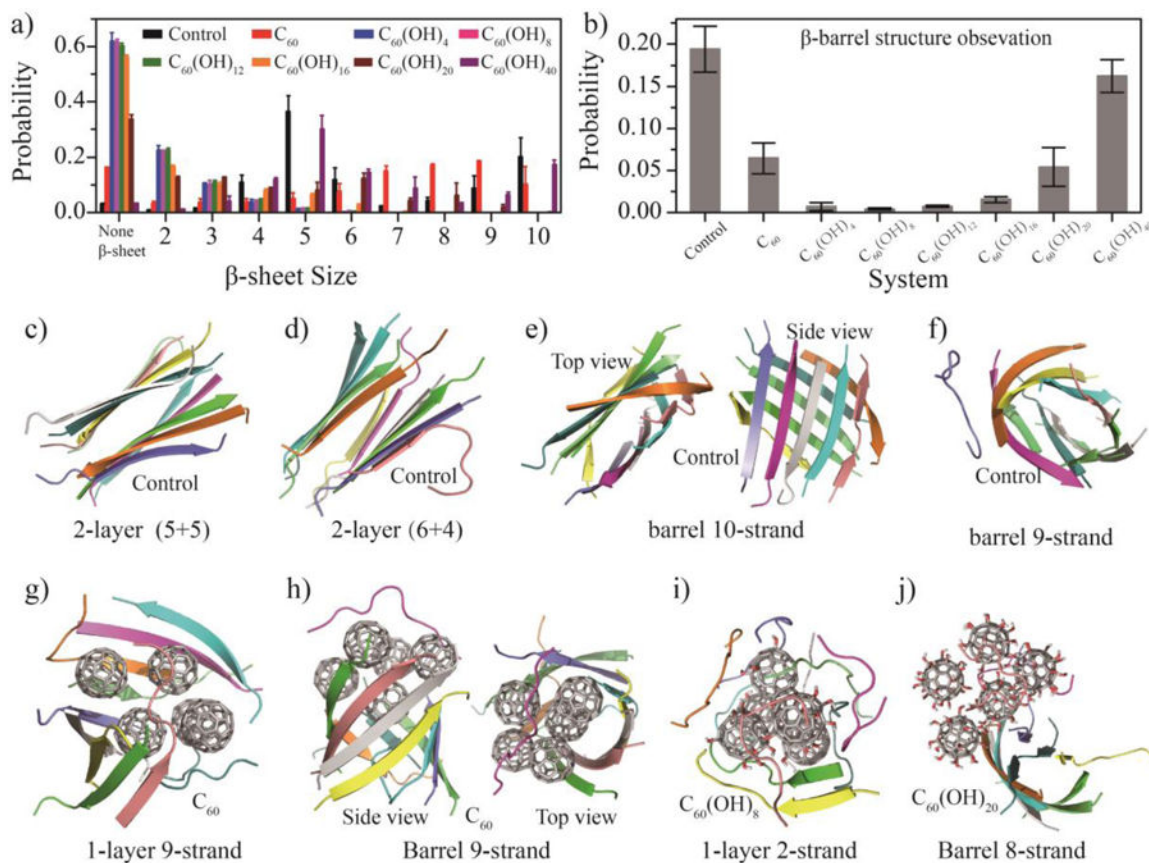 a)
Control C₆₀ C₆₀(OH)₄ C₆₀(OH)₈
C₆₀(OH)₁₂ C₆₀(OH)₁₆ C₆₀(OH)₂₀ C₆₀(OH)₄₀
Probability
0.6
0.4
0.2
0.0
None
β-sheet
2 3 4 5 6 7 8 9 10
β-sheet Size
b)
β-barrel structure obsevation
Probability
0.20
0.15
0.10
0.05
0.00
Control C₆₀ C₆₀(OH)₄ C₆₀(OH)₈ C₆₀(OH)₁₂ C₆₀(OH)₁₆ C₆₀(OH)₂₀ C₆₀(OH)₄₀
System
c)
Control
2-layer (5+5)
d)
Control
2-layer (6+4)
e)
Top view
Side view
Control
barrel 10-strand
f)
Control
barrel 9-strand
g)
C₆₀
1-layer 9-strand
h)
Side view C₆₀ Top view
Barrel 9-strand
i)
C₆₀(OH)₈
1-layer 2-strand
j)
C₆₀(OH)₂₀
Barrel 8-strand